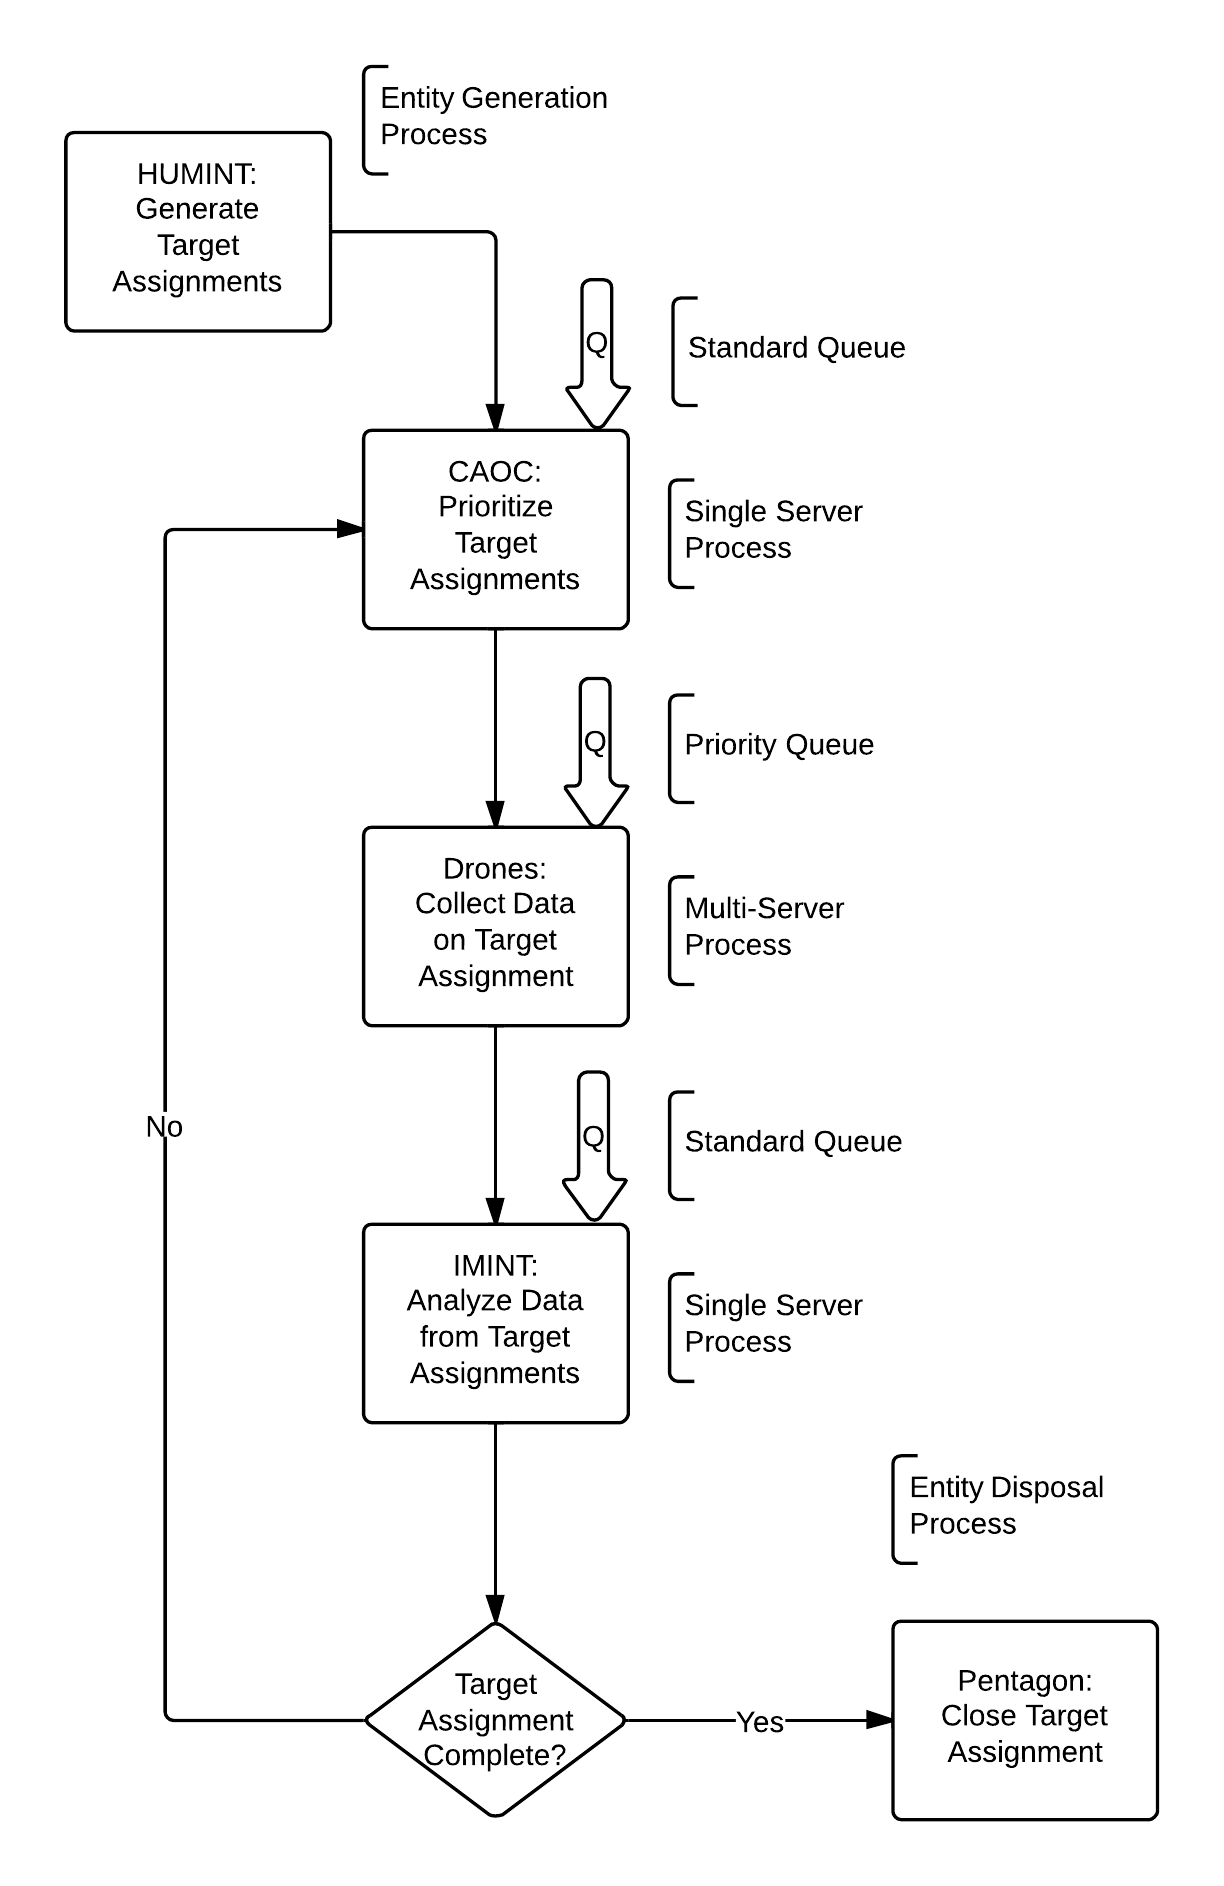 Entity Generation
Process
HUMINT:
Generate
Target
Assignments
Q
Standard Queue
CAOC:
Prioritize
Target
Assignments
Single Server
Process
Q
Priority Queue
Drones:
Collect Data
on Target
Assignment
Multi-Server
Process
No
Q
Standard Queue
IMINT:
Analyze Data
from Target
Assignments
Single Server
Process
Entity Disposal
Process
Target
Assignment
Complete?
Yes
Pentagon:
Close Target
Assignment